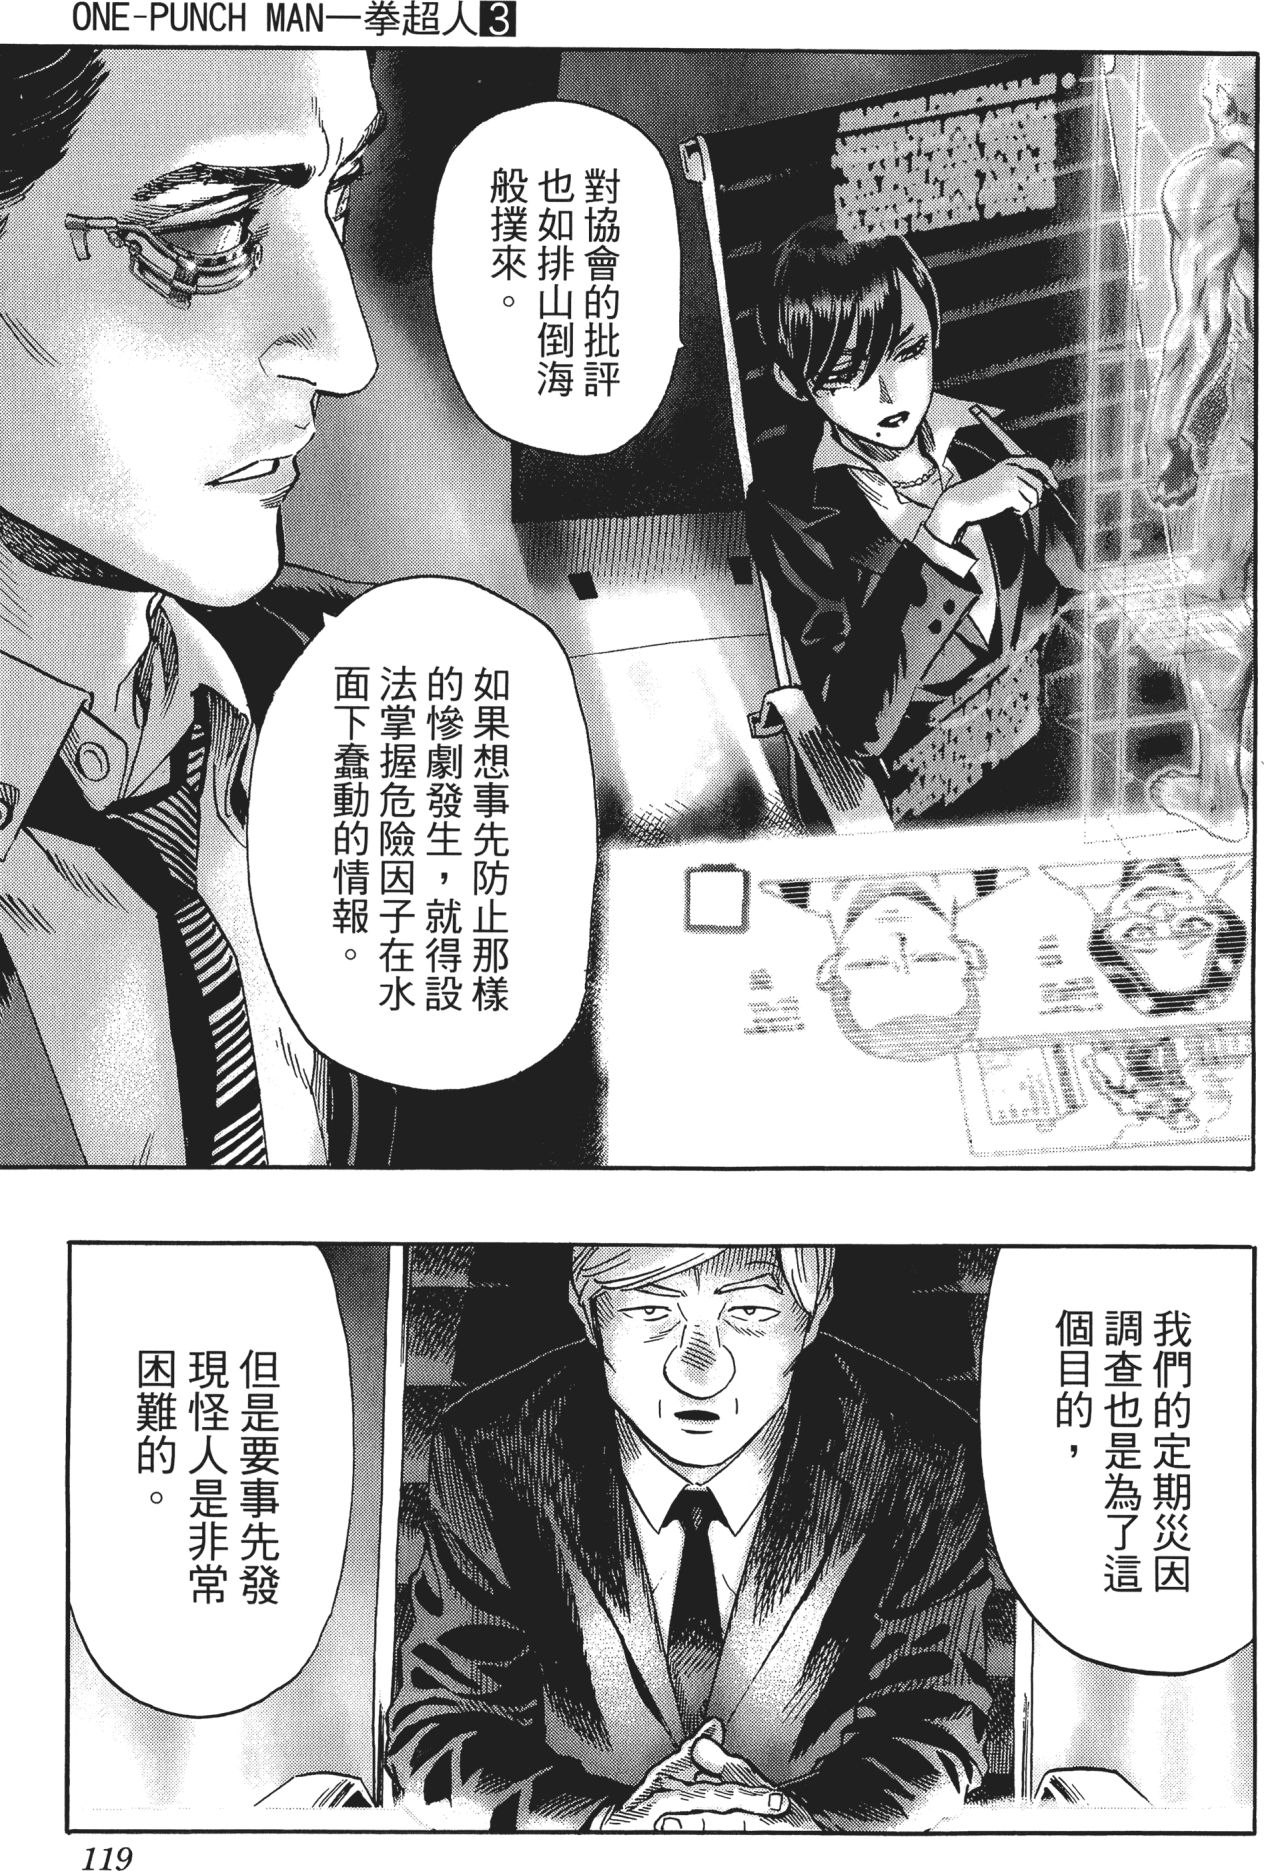 ONE-PUNCH MAN一拳超人3
對協會的批評
也如排山倒海
般撲來。
如果想事先防止那樣
的慘劇發生，就得設
法掌握危險因子在水
面下蠢動的情報。
我們的定期災因
調查也是為了這
個目的，
但是要事先發
現怪人是非常
困難的。
119